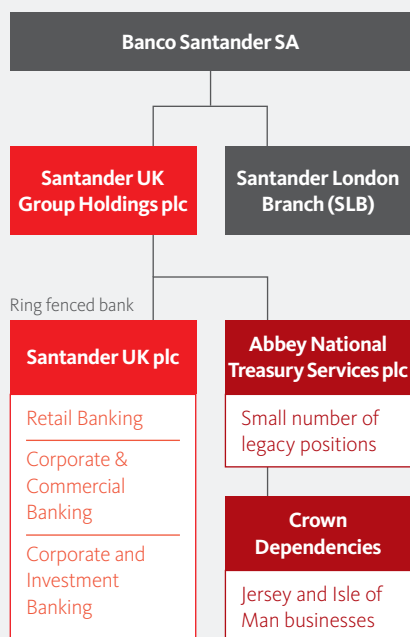 Banco Santander SA
Santander UK
Group Holdings plc
Santander London
Branch (SLB)
Ring fenced bank
Santander UK plc
Retail Banking
Corporate &
Commercial
Banking
Corporate and
Investment
Banking
Abbey National
Treasury Services plc
Small number of
legacy positions
Crown
Dependencies
Jersey and Isle of
Man businesses